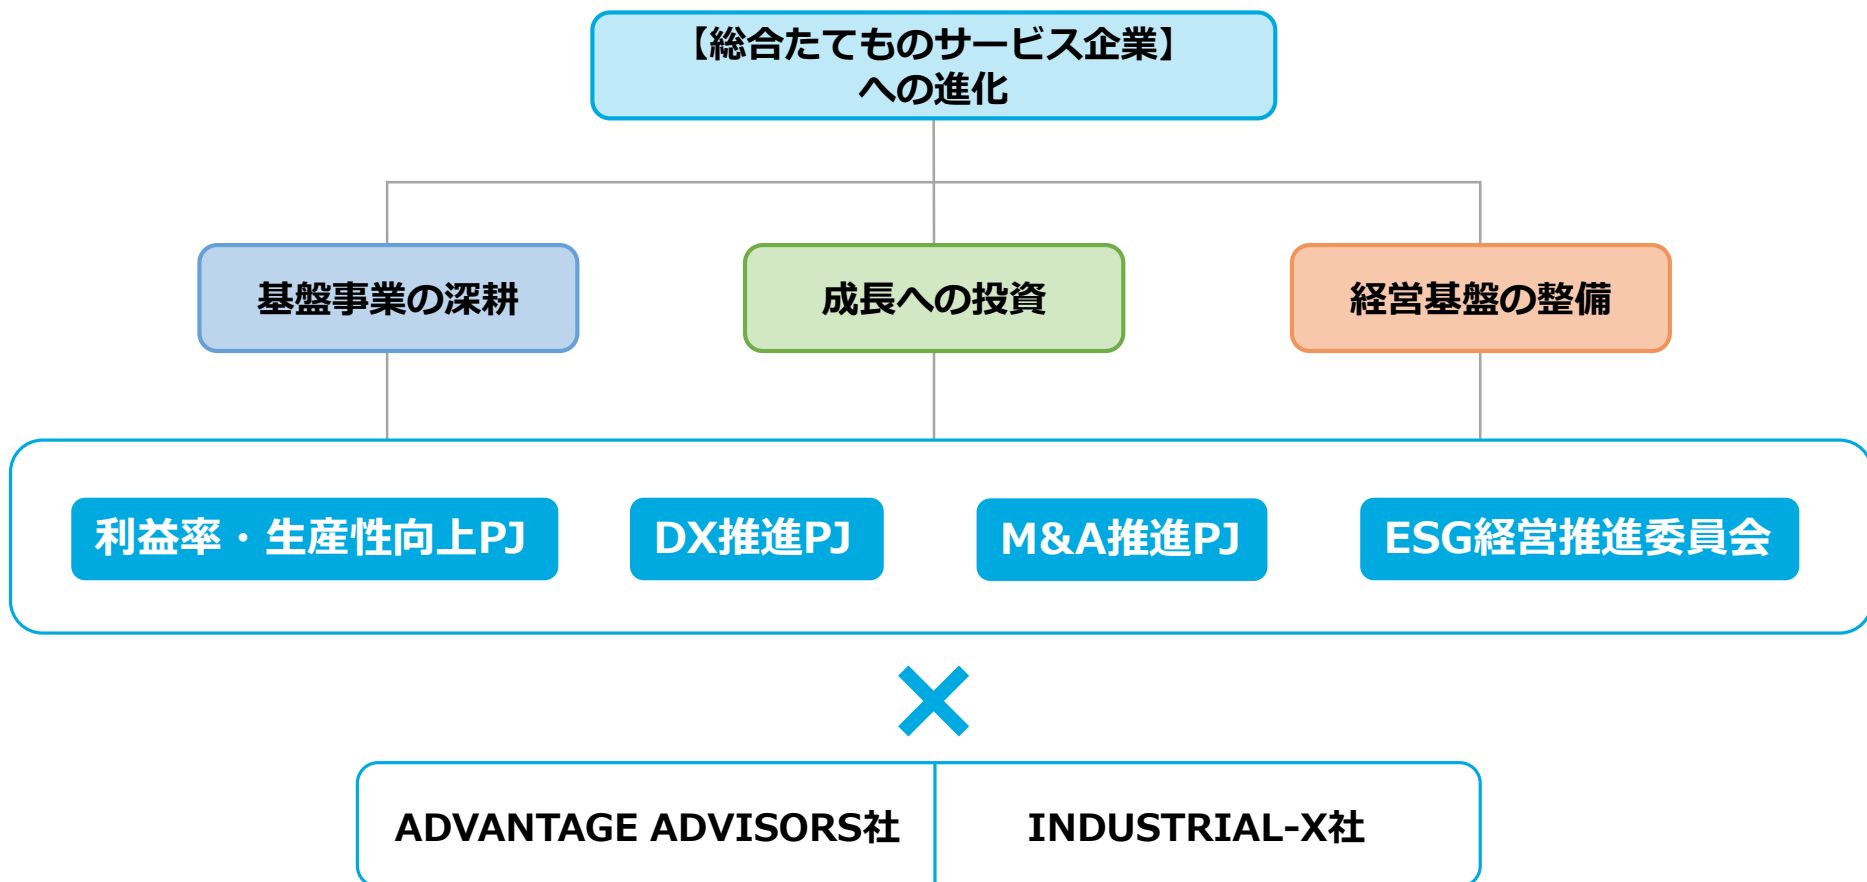 【総合たてものサービス企業】
への進化
基盤事業の深耕
成長への投資
経営基盤の整備
利益率・生産性向上PJ
DX推進PJ
M&A推進PJ
ESG経営推進委員会
ADVANTAGE ADVISORS社
INDUSTRIAL-X社